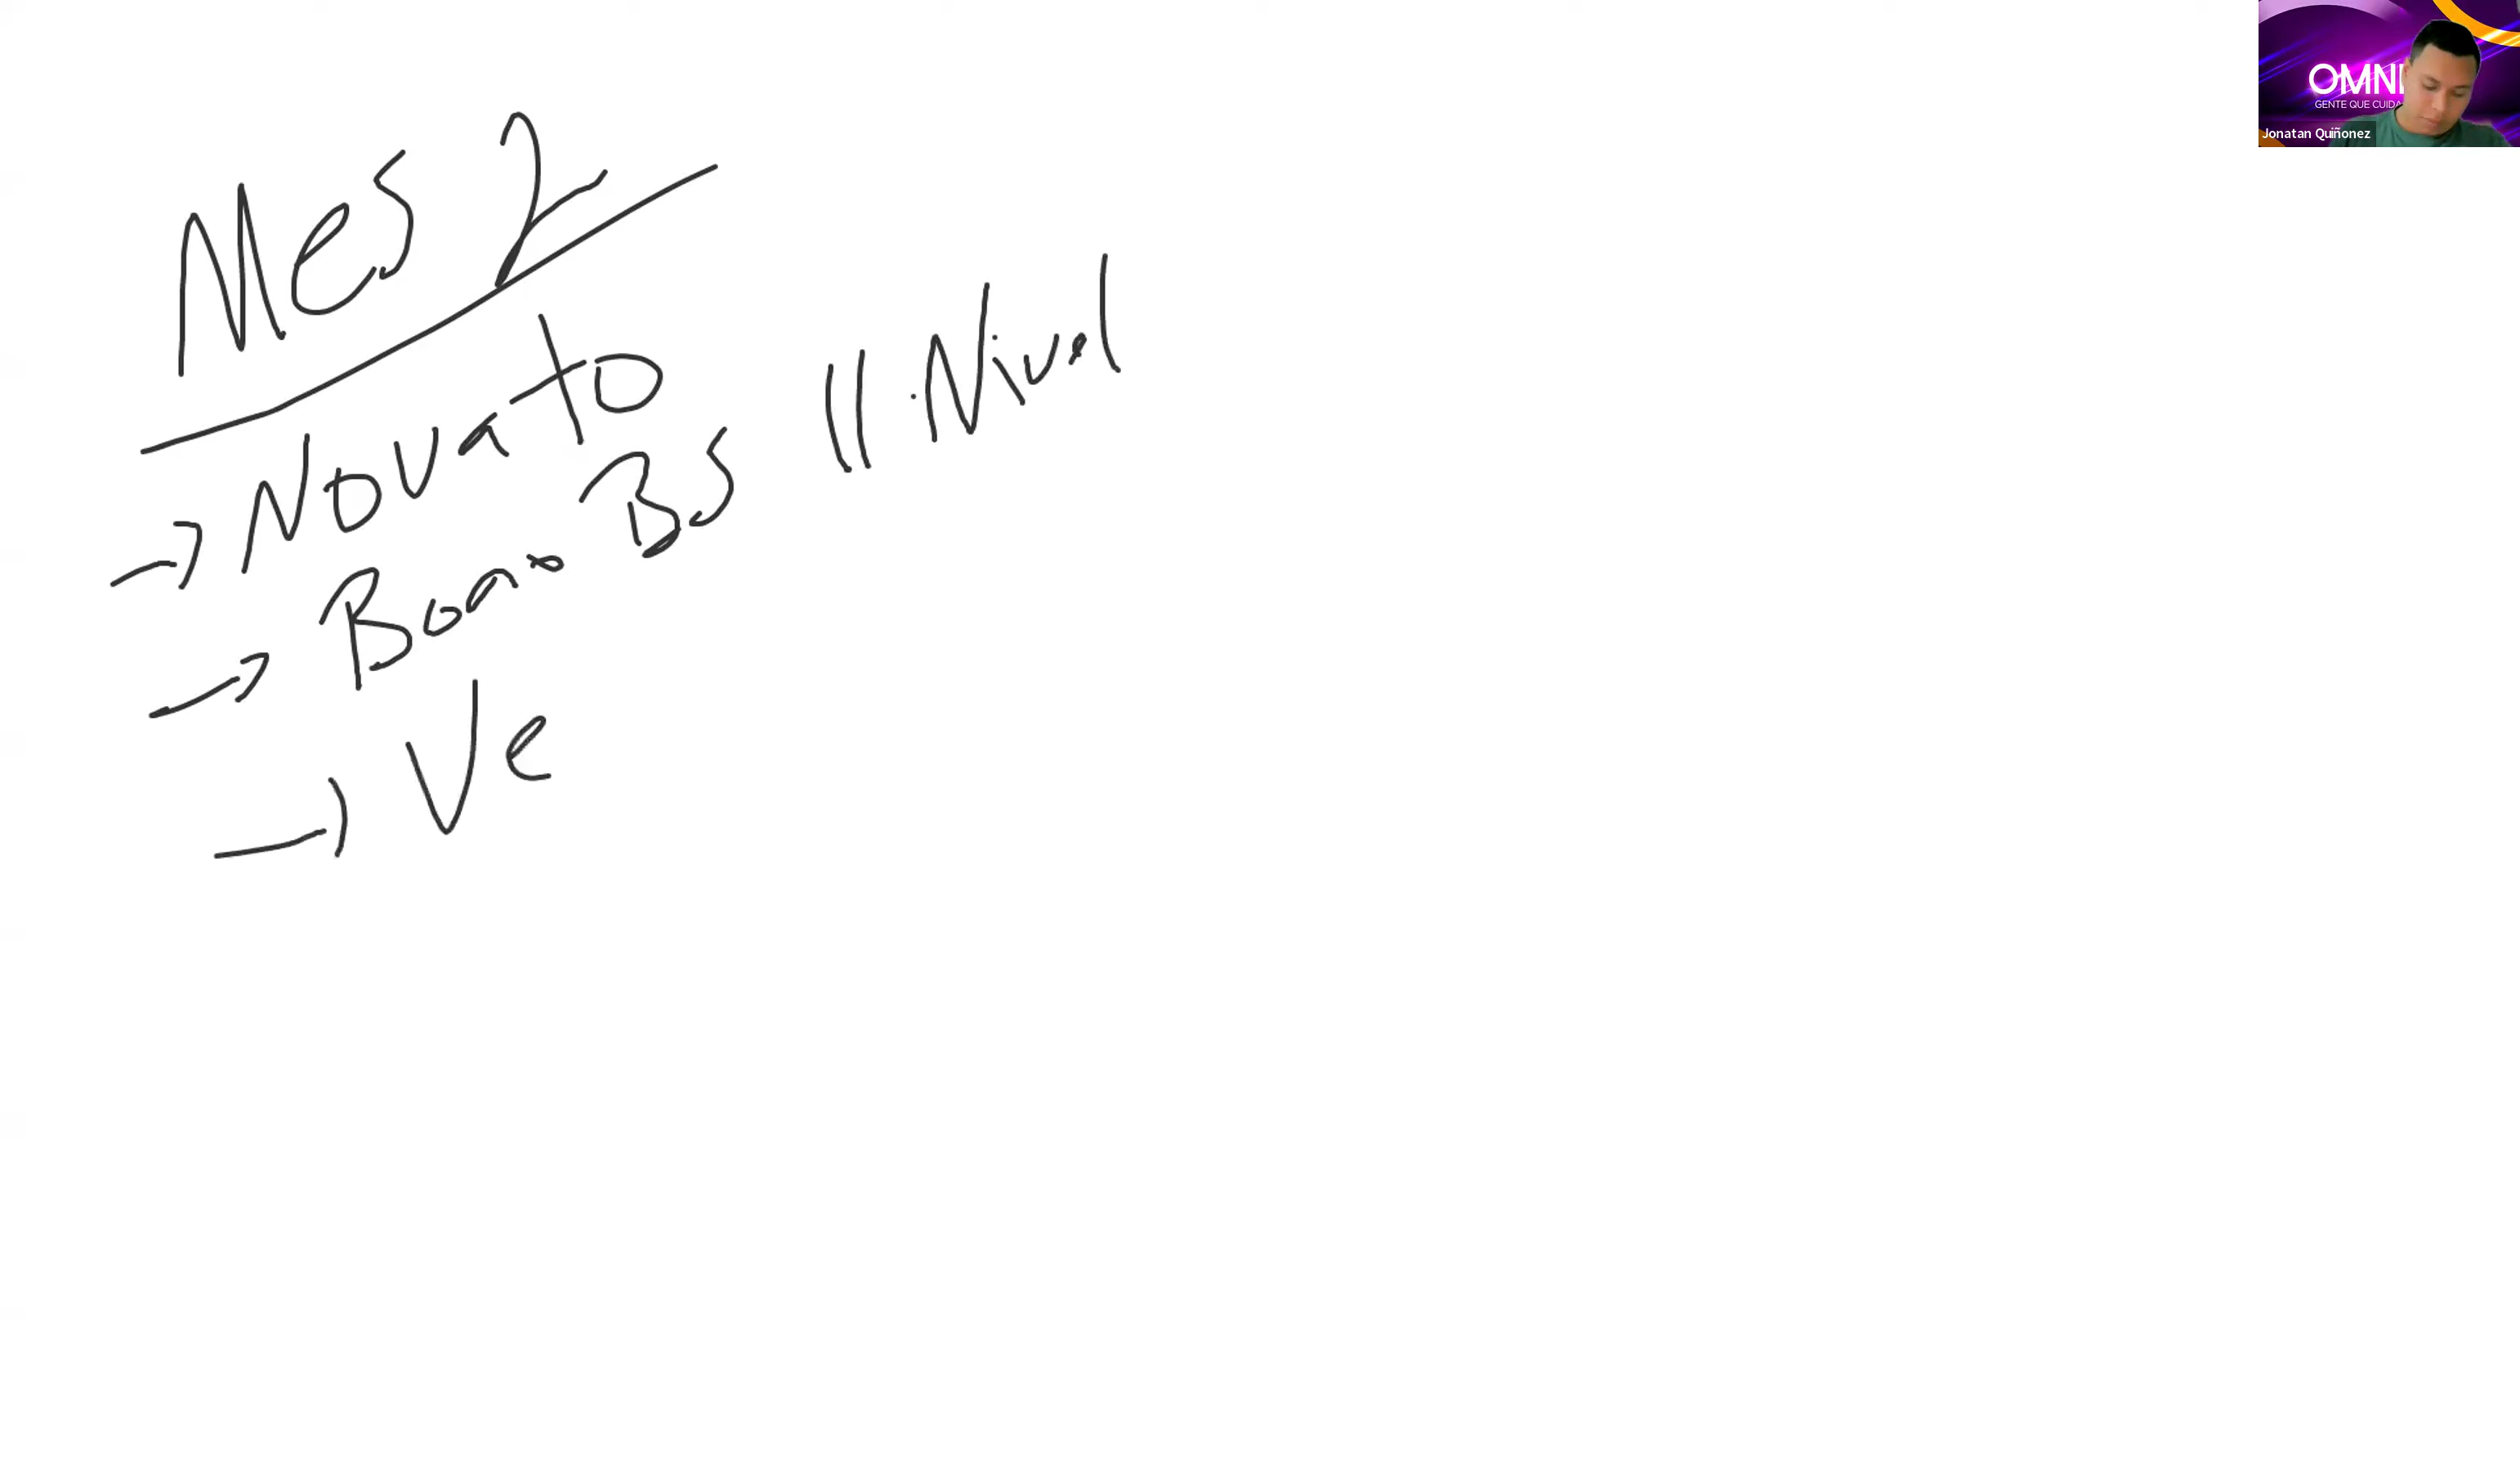 Mes 2
→ Novato
→ Bono BS || Nivel
→ Ve
OMNI
GENTE QUE CUIDA
Jonatan Quiñonez